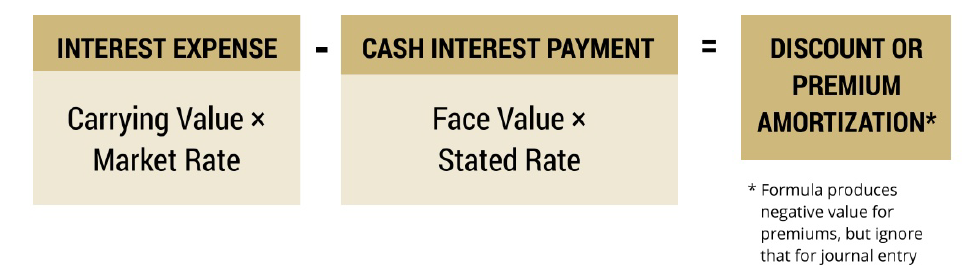 INTEREST EXPENSE
-
CASH INTEREST PAYMENT
=
DISCOUNT OR
PREMIUM
AMORTIZATION*
Carrying Value ×
Market Rate
Face Value ×
Stated Rate
* Formula produces
negative value for
premiums, but ignore
that for journal entry